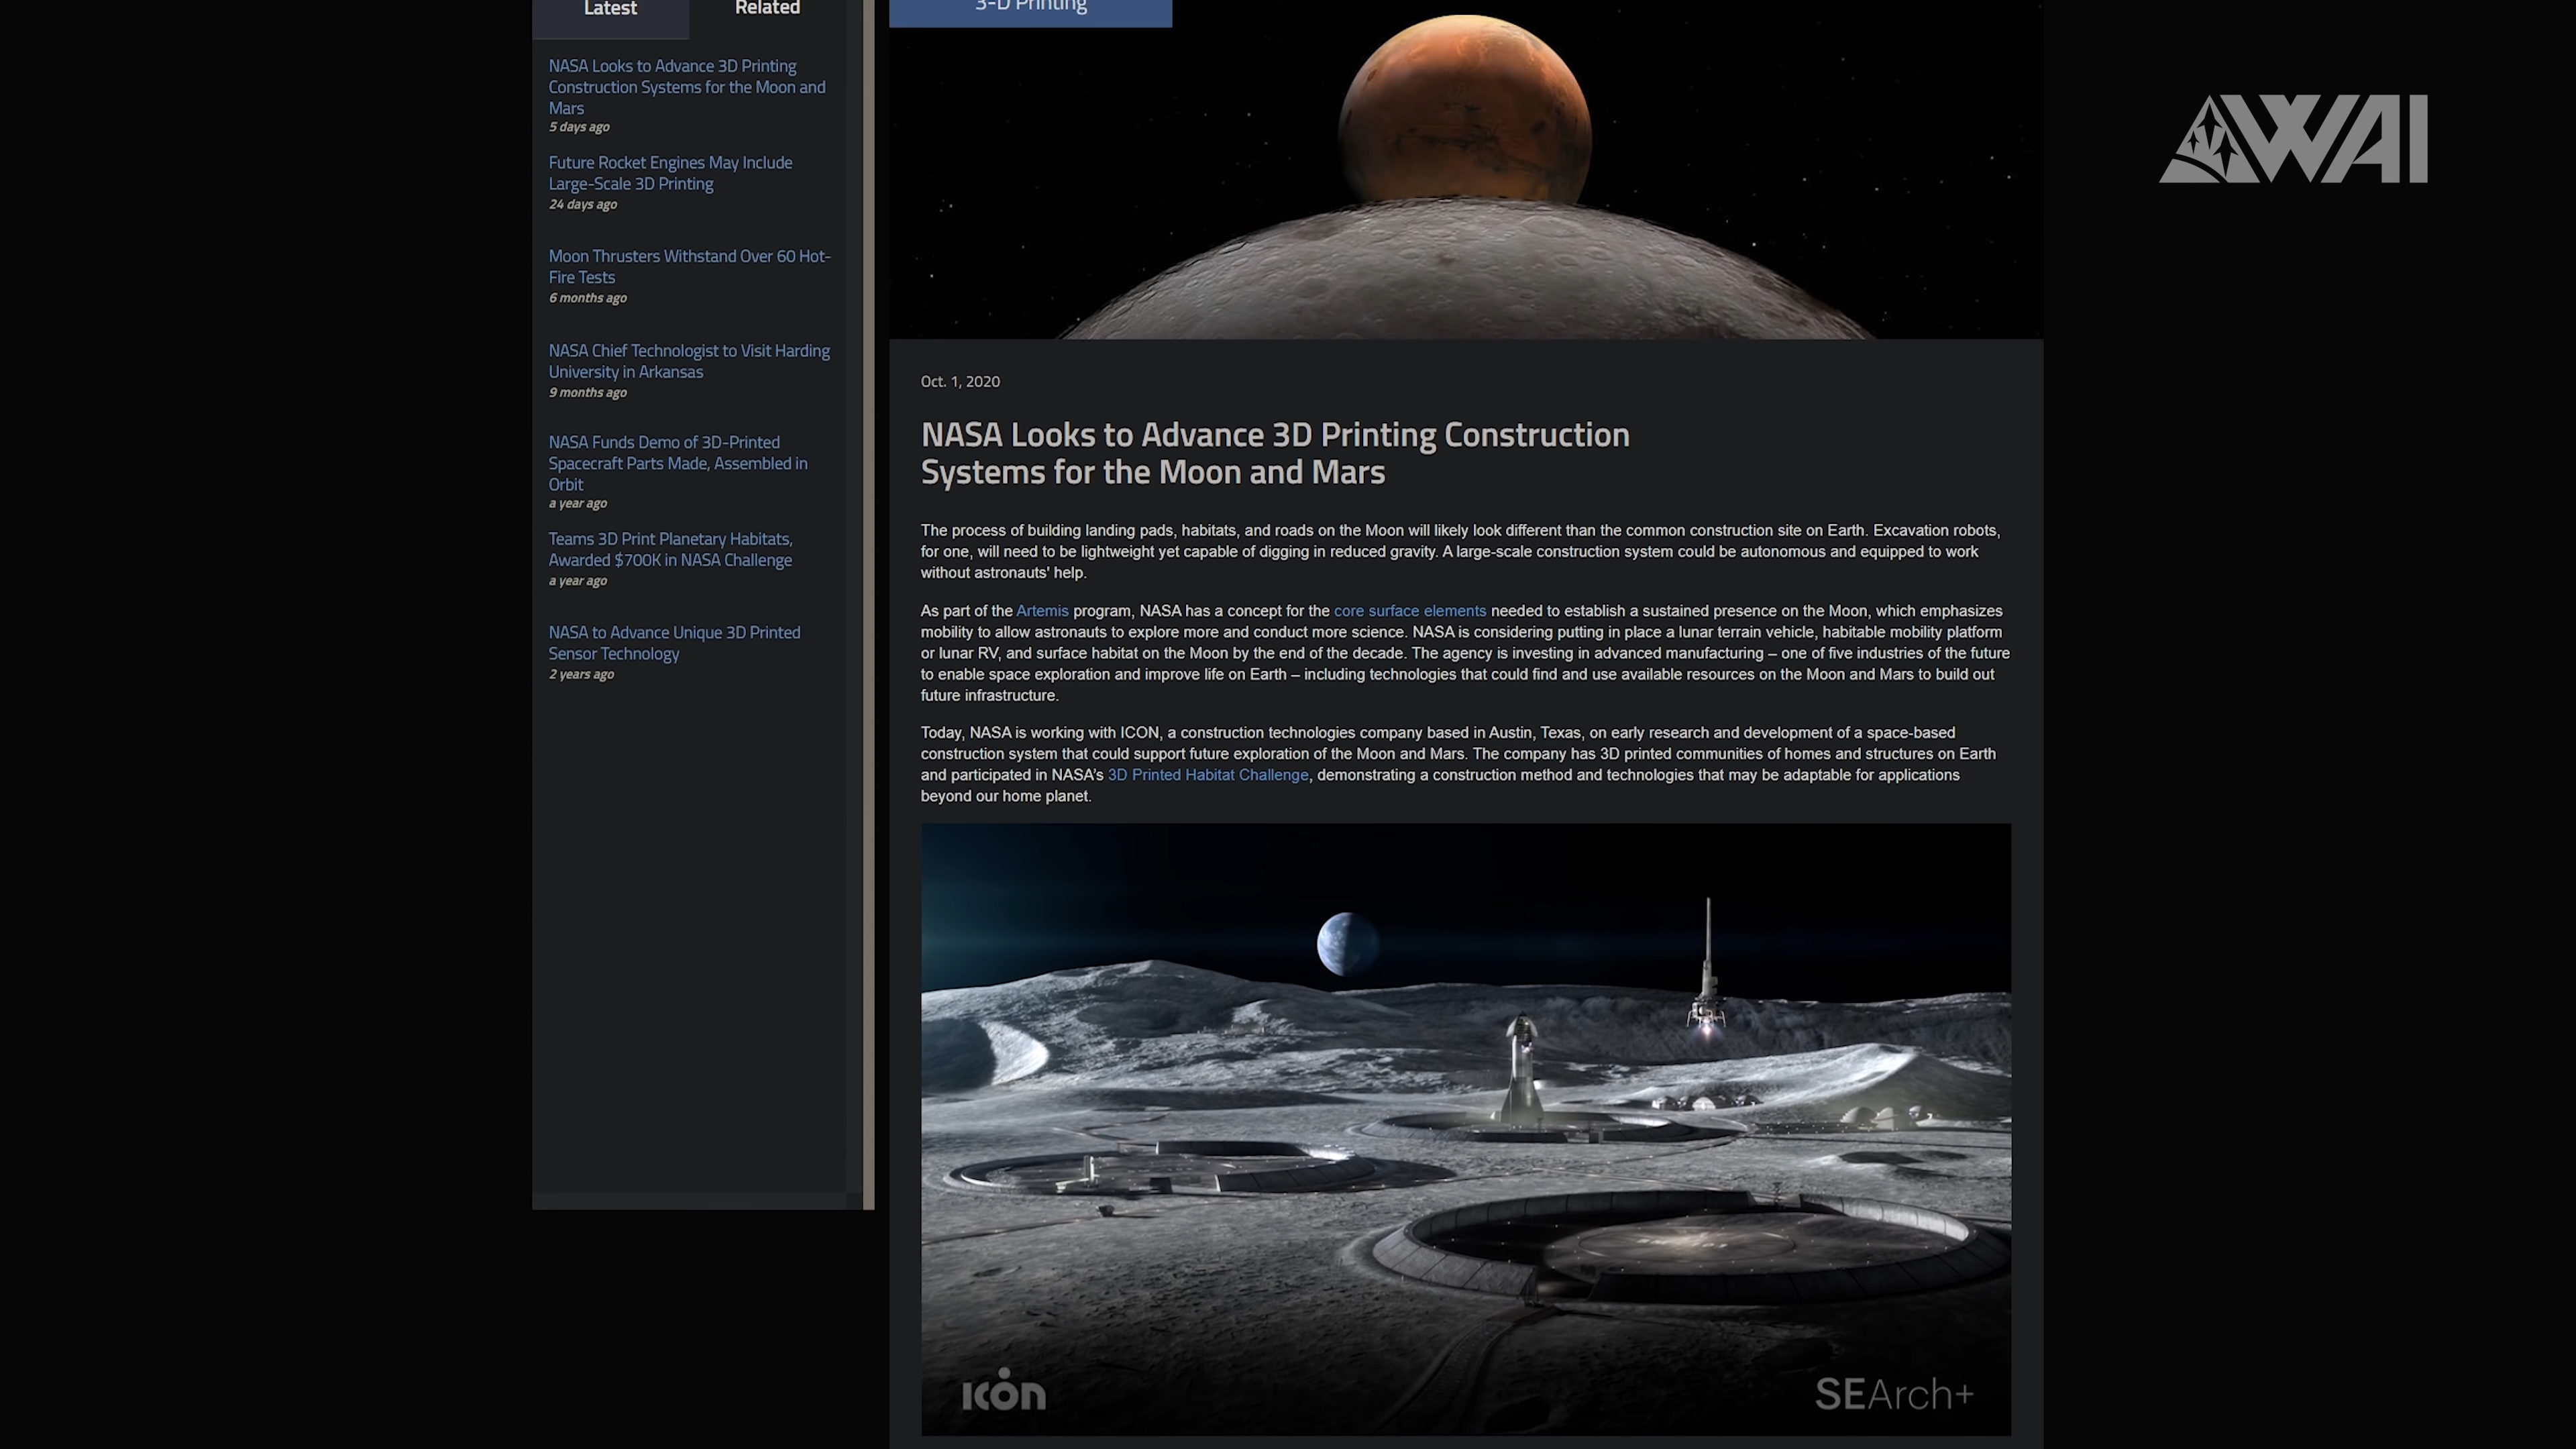 Latest
Related
NASA Looks to Advance 3D Printing
Construction Systems for the Moon and
Mars
5 days ago
Future Rocket Engines May Include
Large-Scale 3D Printing
24 days ago
Moon Thrusters Withstand Over 60 Hot-
Fire Tests
6 months ago
NASA Chief Technologist to Visit Harding
University in Arkansas
9 months ago
NASA Funds Demo of 3D-Printed
Spacecraft Parts Made, Assembled in
Orbit
a year ago
Teams 3D Print Planetary Habitats,
Awarded $700K in NASA Challenge
a year ago
NASA to Advance Unique 3D Printed
Sensor Technology
2 years ago
3-D Printing
WAI
Oct. 1, 2020
NASA Looks to Advance 3D Printing Construction
Systems for the Moon and Mars
The process of building landing pads, habitats, and roads on the Moon will likely look different than the common construction site on Earth. Excavation robots,
for one, will need to be lightweight yet capable of digging in reduced gravity. A large-scale construction system could be autonomous and equipped to work
without astronauts' help.
As part of the Artemis program, NASA has a concept for the core surface elements needed to establish a sustained presence on the Moon, which emphasizes
mobility to allow astronauts to explore more and conduct more science. NASA is considering putting in place a lunar terrain vehicle, habitable mobility platform
or lunar RV, and surface habitat on the Moon by the end of the decade. The agency is investing in advanced manufacturing – one of five industries of the future
to enable space exploration and improve life on Earth – including technologies that could find and use available resources on the Moon and Mars to build out
future infrastructure.
Today, NASA is working with ICON, a construction technologies company based in Austin, Texas, on early research and development of a space-based
construction system that could support future exploration of the Moon and Mars. The company has 3D printed communities of homes and structures on Earth
and participated in NASA's 3D Printed Habitat Challenge, demonstrating a construction method and technologies that may be adaptable for applications
beyond our home planet.
ICON
SEArch+